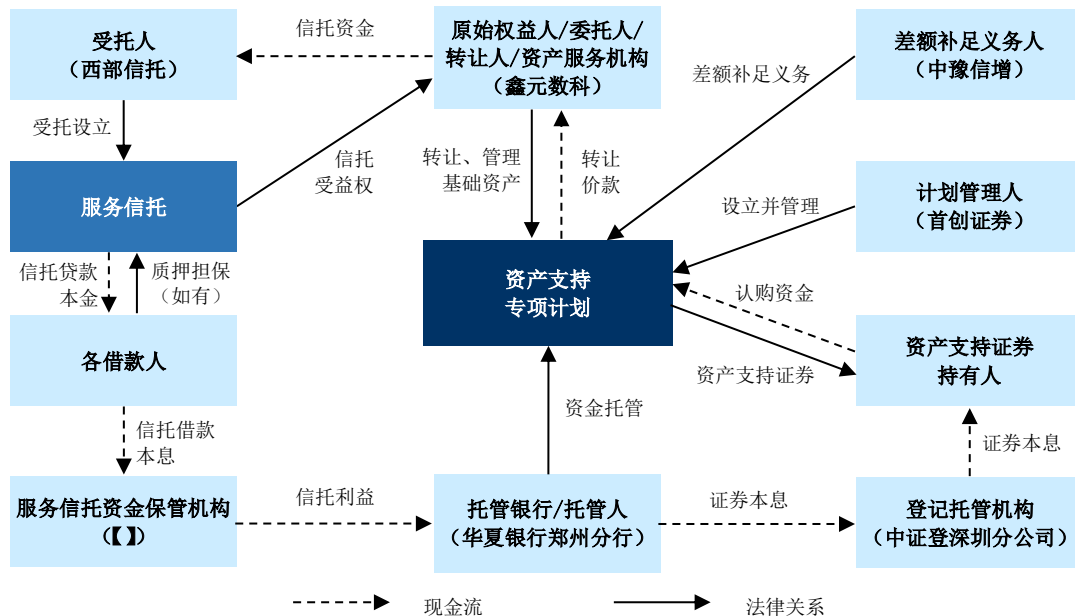 受托人
（西部信托）
信托资金
原始权益人/委托人/
转让人/资产服务机构
（鑫元数科）
差额补足义务人
（中豫信增）
差额补足义务
受托设立
服务信托
信托
受益权
转让、管理
基础资产
转让
价款
计划管理人
（首创证券）
设立并管理
信托贷款
本金
质押担保
（如有）
资产支持
专项计划
认购资金
各借款人
资产支持证券
资产支持证券
持有人
信托借款
本息
资金托管
证券本息
服务信托资金保管机构
（【】）
信托利益
托管银行/托管人
（华夏银行郑州分行）
证券本息
登记托管机构
（中证登深圳分公司）
现金流
法律关系